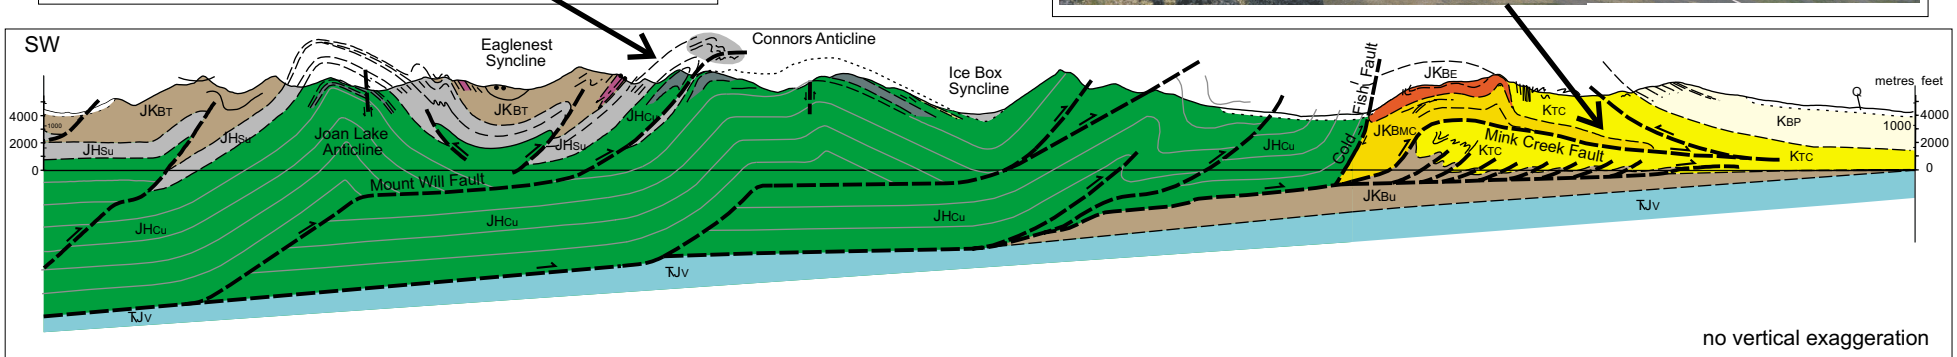 SW
Eaglenest
Syncline
Connors Anticline
Ice Box
Syncline
Cold Fish Fault
JKBE
metres feet
Q
4000
2000
0
1000
JKBT
JHSu
JHSu
Joan Lake
Anticline
JKBT
JHSu
JHCu
JHCu
JKBMC
KTC
Mink Creek Fault
KTC
KBP
KTC
1000
4000
2000
0
Mount Will Fault
JHCu
JHCu
JHCu
JKBu
TJV
TJV
TJV
no vertical exaggeration